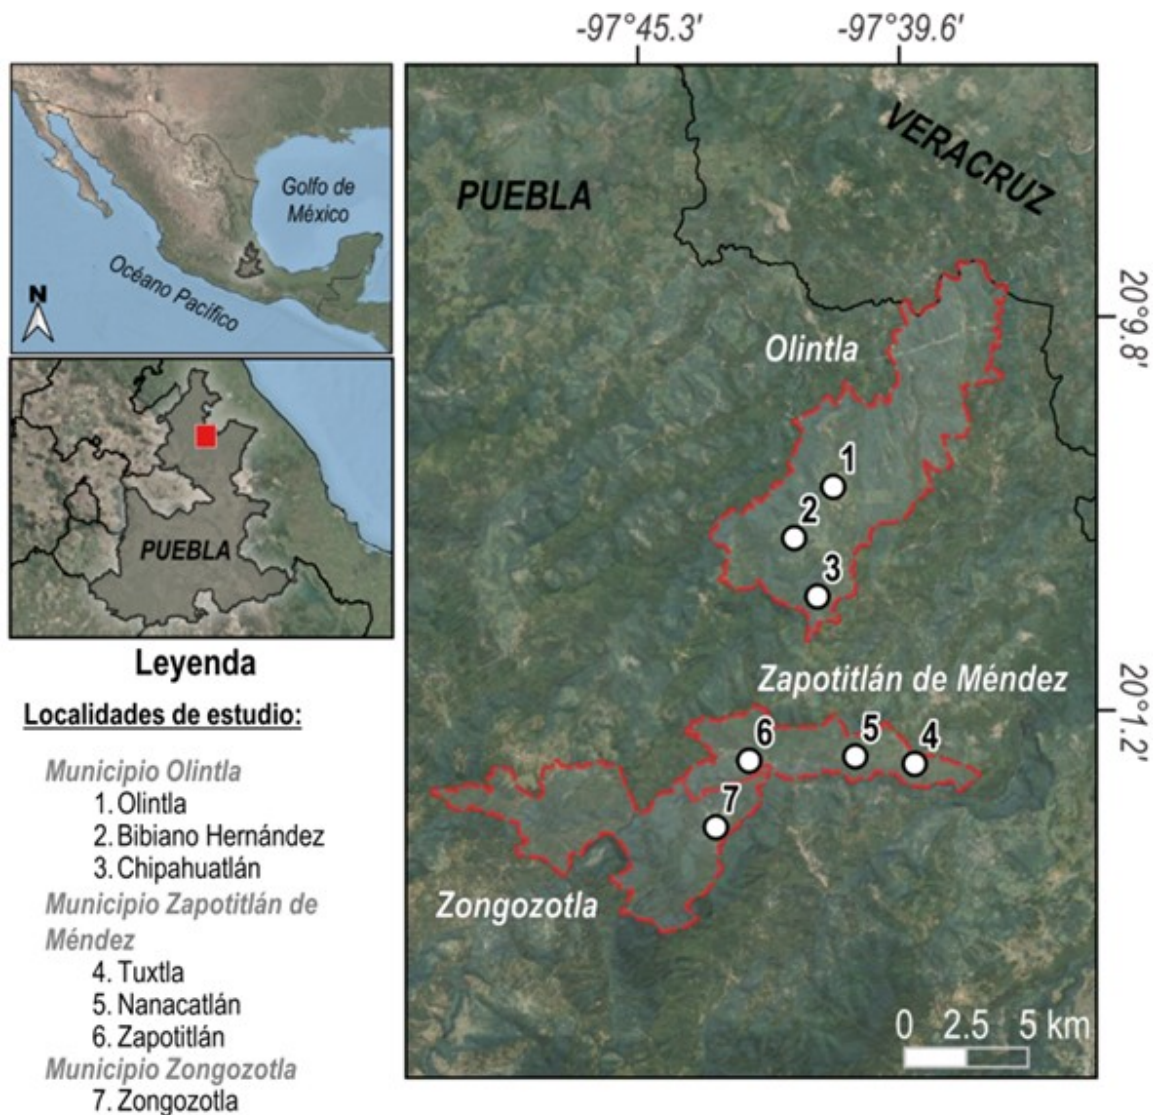 -97°45.3'
-97°39.6'
Golfo de
México
Océano Pacífico
N
PUEBLA
PUEBLA
VERACRUZ
20°9.8'
Olintla
1
2
3
Zapotitlán de Méndez
20°1.2'
6
5
4
7
Zongozotla
0 2.5 5 km
Leyenda
Localidades de estudio:
Municipio Olintla
1. Olintla
2. Bibiano Hernández
3. Chipahuatlán
Municipio Zapotitlán de
Méndez
4. Tuxtla
5. Nanacatlán
6. Zapotitlán
Municipio Zongozotla
7. Zongozotla